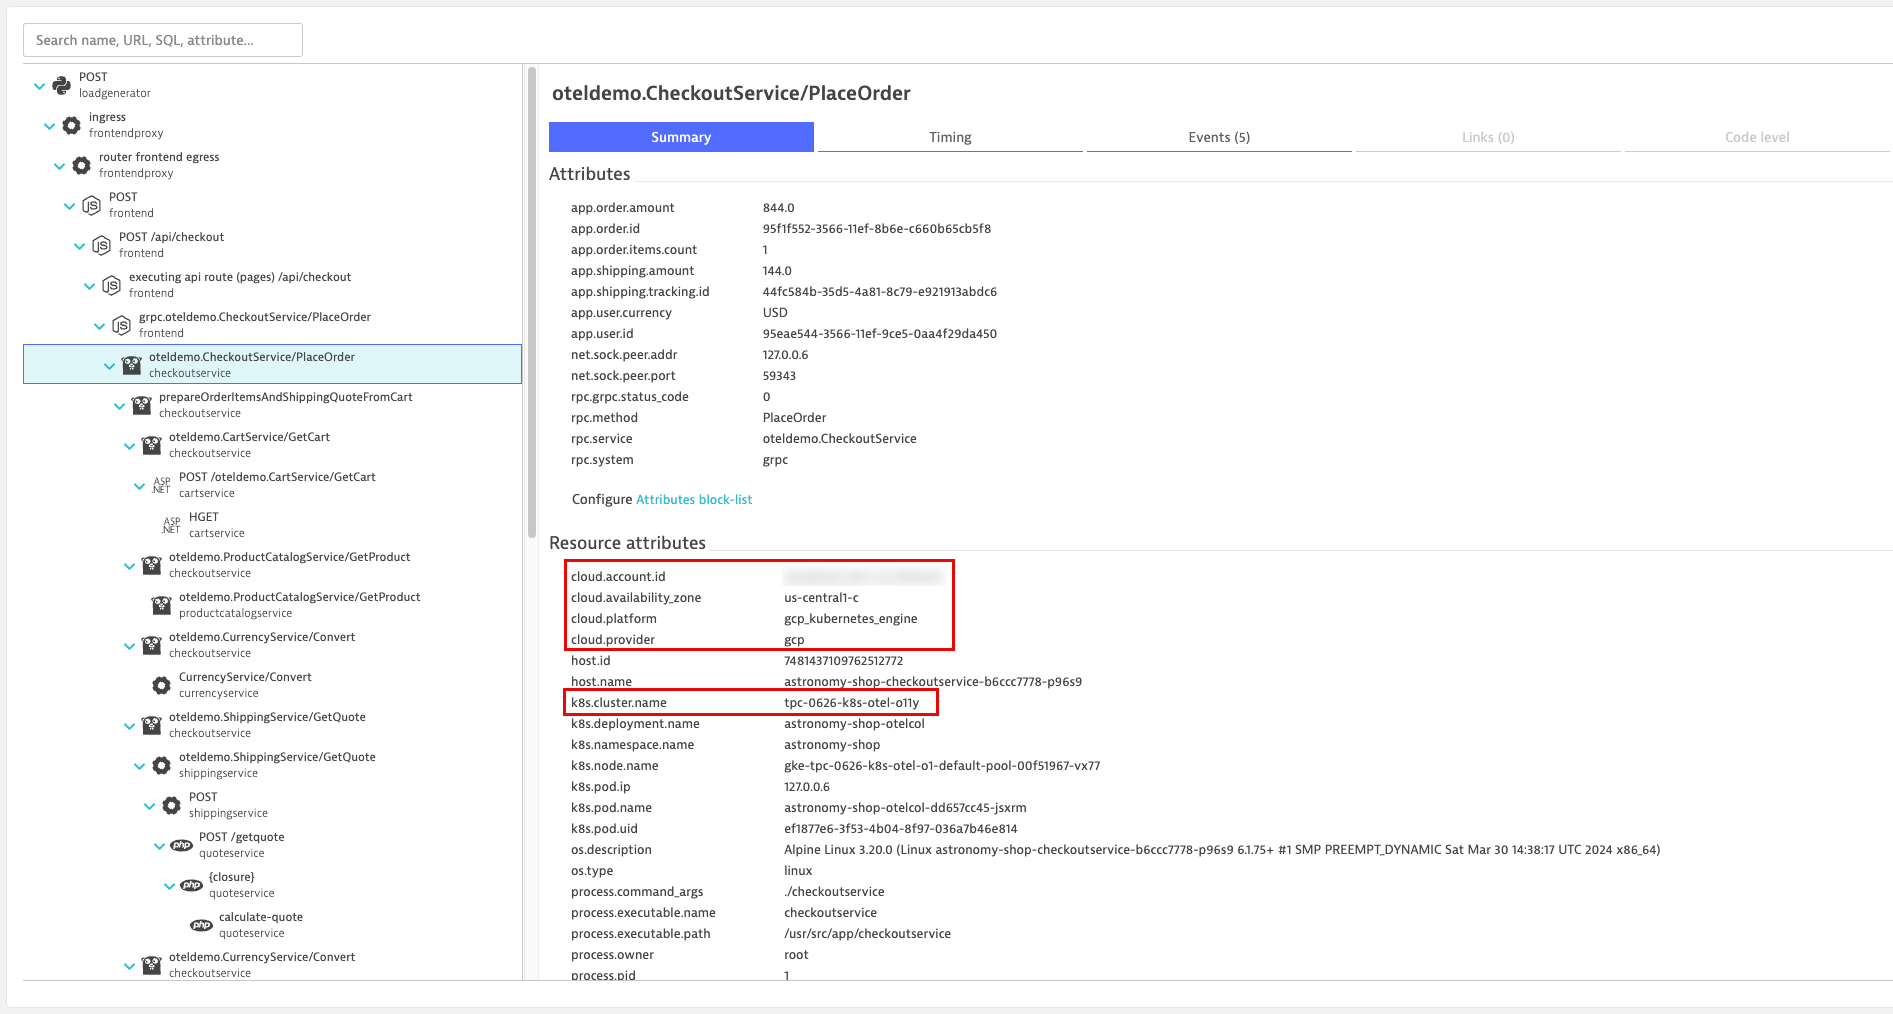 Search name, URL, SQL, attribute...
POST
loadgenerator
ingress
frontendproxy
router frontend egress
frontendproxy
POST
frontend
POST /api/checkout
frontend
executing api route (pages) /api/checkout
frontend
grpc.oteldemo.CheckoutService/PlaceOrder
frontend
oteldemo.CheckoutService/PlaceOrder
checkoutservice
prepareOrderItemsAndShippingQuoteFromCart
checkoutservice
oteldemo.CartService/GetCart
checkoutservice
ASP .NET
POST /oteldemo.CartService/GetCart
cartservice
ASP .NET
HGET
cartservice
oteldemo.ProductCatalogService/GetProduct
checkoutservice
oteldemo.ProductCatalogService/GetProduct
productcatalogservice
oteldemo.CurrencyService/Convert
checkoutservice
CurrencyService/Convert
currencyservice
oteldemo.ShippingService/GetQuote
checkoutservice
oteldemo.ShippingService/GetQuote
shippingservice
POST
shippingservice
php
POST /getquote
quoteservice
php
{closure}
quoteservice
php
calculate-quote
quoteservice
oteldemo.CurrencyService/Convert
checkoutservice
oteldemo.CheckoutService/PlaceOrder
Summary Timing Events (5) Links (0) Code level
Attributes
app.order.amount 844.0
app.order.id 95f1f552-3566-11ef-8b6e-c660b65cb5f8
app.order.items.count 1
app.shipping.amount 144.0
app.shipping.tracking.id 44fc584b-35d5-4a81-8c79-e921913abdc6
app.user.currency USD
app.user.id 95eae544-3566-11ef-9ce5-0aa4f29da450
net.sock.peer.addr 127.0.0.6
net.sock.peer.port 59343
rpc.grpc.status_code 0
rpc.method PlaceOrder
rpc.service oteldemo.CheckoutService
rpc.system grpc
Configure Attributes block-list
Resource attributes
cloud.account.id
cloud.availability_zone us-central1-c
cloud.platform gcp_kubernetes_engine
cloud.provider gcp
host.id 7481437109762512772
host.name astronomy-shop-checkoutservice-b6ccc7778-p96s9
k8s.cluster.name tpc-0626-k8s-otel-o11y
k8s.deployment.name astronomy-shop-otelcol
k8s.namespace.name astronomy-shop
k8s.node.name gke-tpc-0626-k8s-otel-o1-default-pool-00f51967-vx77
k8s.pod.ip 127.0.0.6
k8s.pod.name astronomy-shop-otelcol-dd657cc45-jsxrm
k8s.pod.uid ef1877e6-3f53-4b04-8f97-036a7b46e814
os.description Alpine Linux 3.20.0 (Linux astronomy-shop-checkoutservice-b6ccc7778-p96s9 6.1.75+ #1 SMP PREEMPT_DYNAMIC Sat Mar 30 14:38:17 UTC 2024 x86_64)
os.type linux
process.command_args ./checkoutservice
process.executable.name checkoutservice
process.executable.path /usr/src/app/checkoutservice
process.owner root
process.pid 1